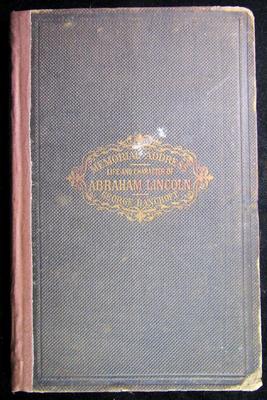 MEMORIAL ADDRESS
LIFE AND CHARACTER OF
ABRAHAM LINCOLN
GEORGE BANCROFT